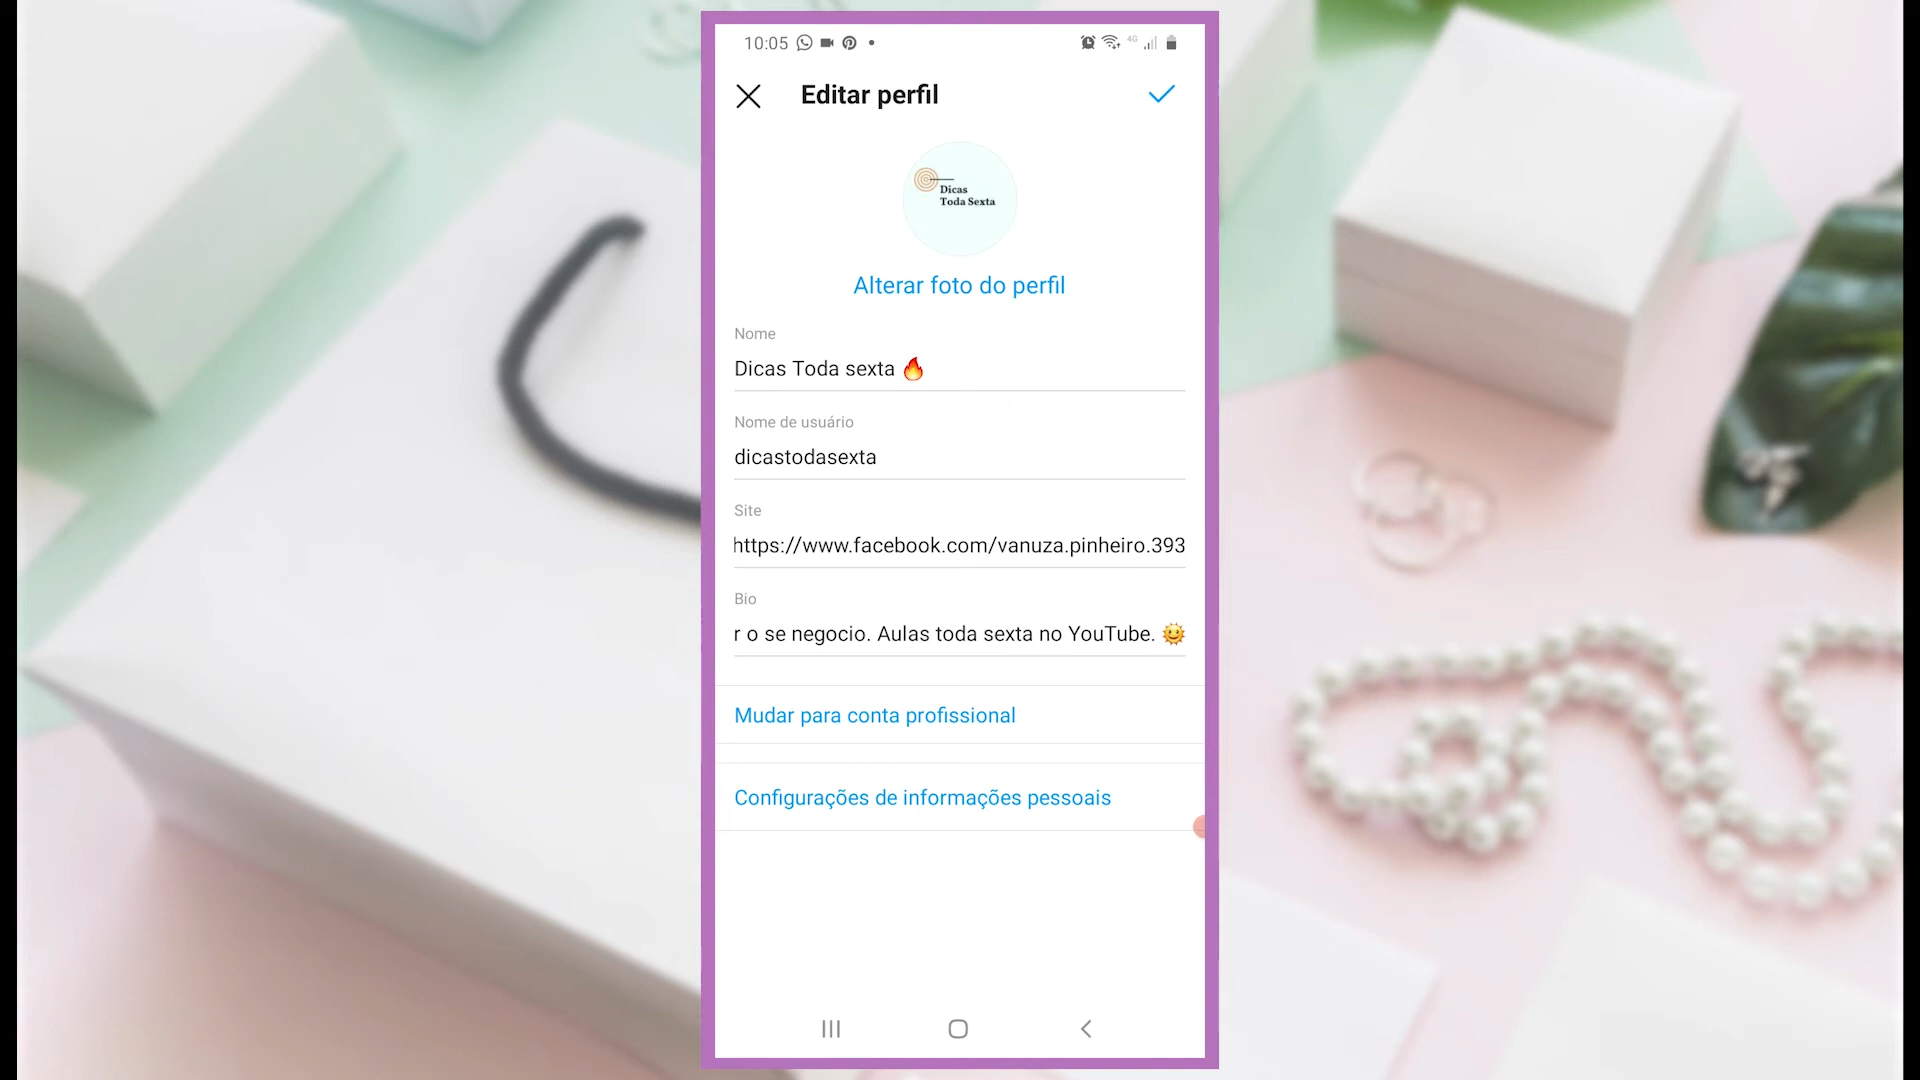 10:05
4G
Editar perfil
Dicas
Toda Sexta
Alterar foto do perfil
Nome
Dicas Toda sexta 🔥
Nome de usuário
dicastodasexta
Site
https://www.facebook.com/vanuza.pinheiro.393
Bio
r o se negocio. Aulas toda sexta no YouTube. 🌞
Mudar para conta profissional
Configurações de informações pessoais